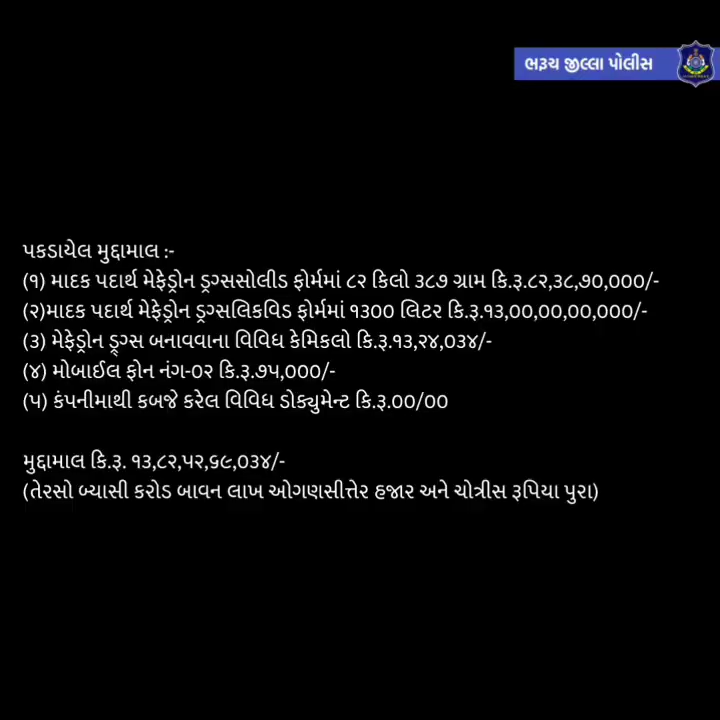 ભરૂચ જીલ્લા પોલીસ
પકડાયેલ મુદ્દામાલ :-
(૧) માદક પદાર્થ મેફેડ્રોન ડ્રગ્સસોલીડ ફોર્મમાં ૮૨ કિલો ૩૮૭ ગ્રામ કિ.રૂ.૮૨,૩૮,૭૦,૦૦૦/-
(૨)માદક પદાર્થ મેફેડ્રોન ડ્રગ્સલિકવિડ ફોર્મમાં ૧૩૦૦ લિટર કિ.રૂ.૧૩,૦૦,૦૦,૦૦,૦૦૦/-
(૩) મેફેડ્રોન ડ્ર્ગ્સ બનાવવાના વિવિધ કેમિકલો કિ.રૂ.૧૩,૨૪,૦૩૪/-
(૪) મોબાઈલ ફોન નંગ-૦૨ કિ.રૂ.૭૫,૦૦૦/-
(૫) કંપનીમાથી કબજે કરેલ વિવિધ ડોક્યુમેન્ટ કિ.રૂ.૦૦/૦૦
મુદ્દામાલ કિ.રૂ. ૧૩,૮૨,૫૨,૬૯,૦૩૪/-
(તેરસો બ્યાસી કરોડ બાવન લાખ ઓગણસીત્તેર હજાર અને ચોત્રીસ રૂપિયા પુરા)